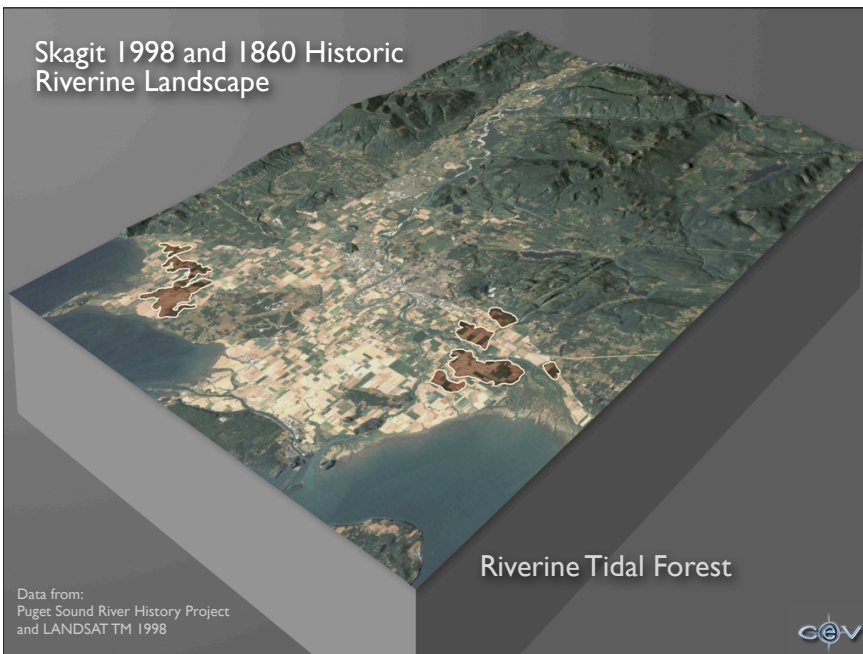 Skagit 1998 and 1860 Historic
Riverine Landscape
Riverine Tidal Forest
Data from:
Puget Sound River History Project
and LANDSAT TM 1998
cev